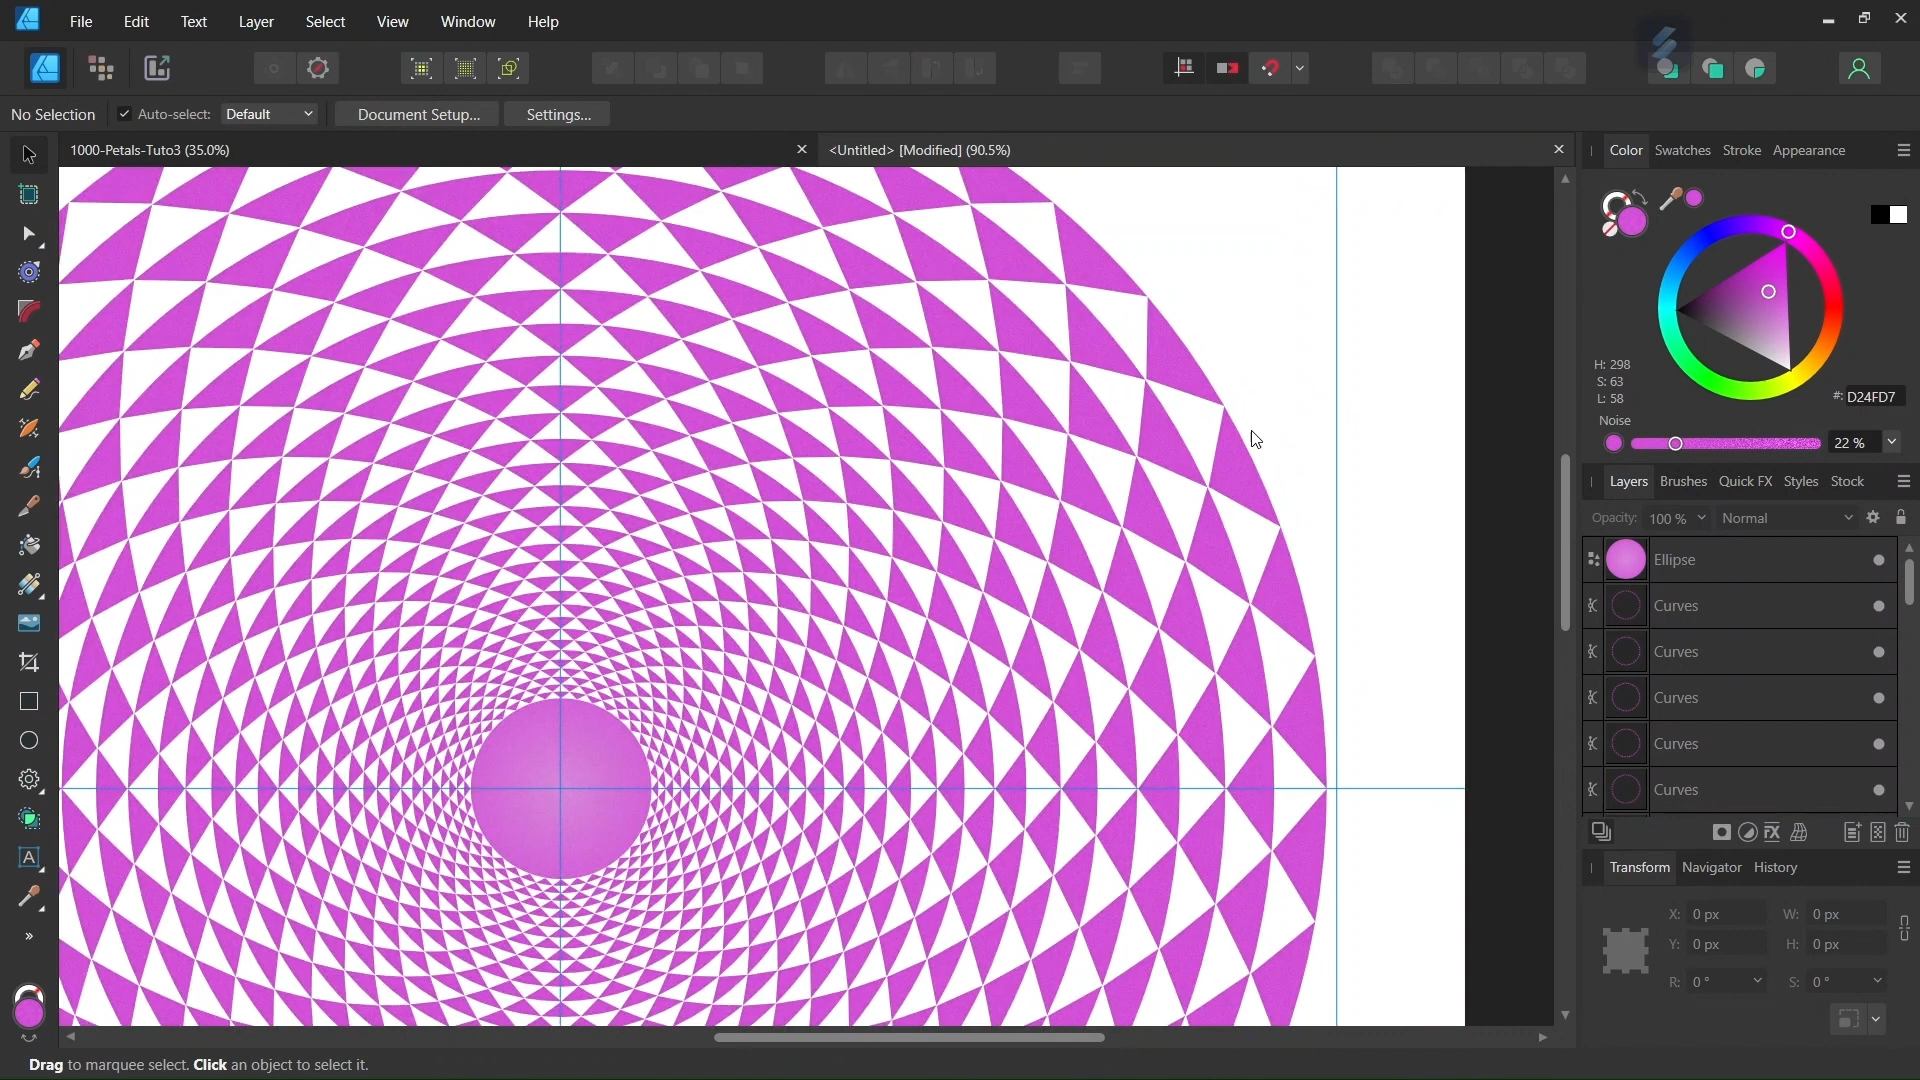 File Edit Text Layer Select View Window Help
No Selection Auto-select: Default Document Setup... Settings...
1000-Petals-Tuto3 (35.0%)
<Untitled> [Modified] (90.5%)
Color Swatches Stroke Appearance
H: 298
S: 63
L: 58
#: D24FD7
Noise
22 %
Layers Brushes Quick FX Styles Stock
Opacity: 100 % Normal
Ellipse
Curves
Curves
Curves
Curves
Curves
FX
Transform Navigator History
X: 0 px W: 0 px
Y: 0 px H: 0 px
R: 0 ° S: 0 °
A
Drag to marquee select. Click an object to select it.